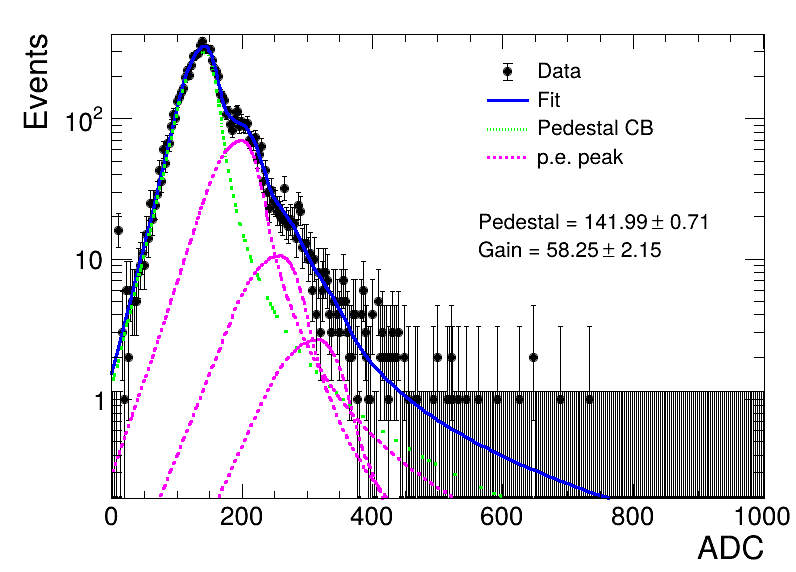 Events
Data
Fit
Pedestal CB
p.e. peak
Pedestal = 141.99 ± 0.71
Gain = 58.25 ± 2.15
10²
10
1
0 200 400 600 800 1000
ADC